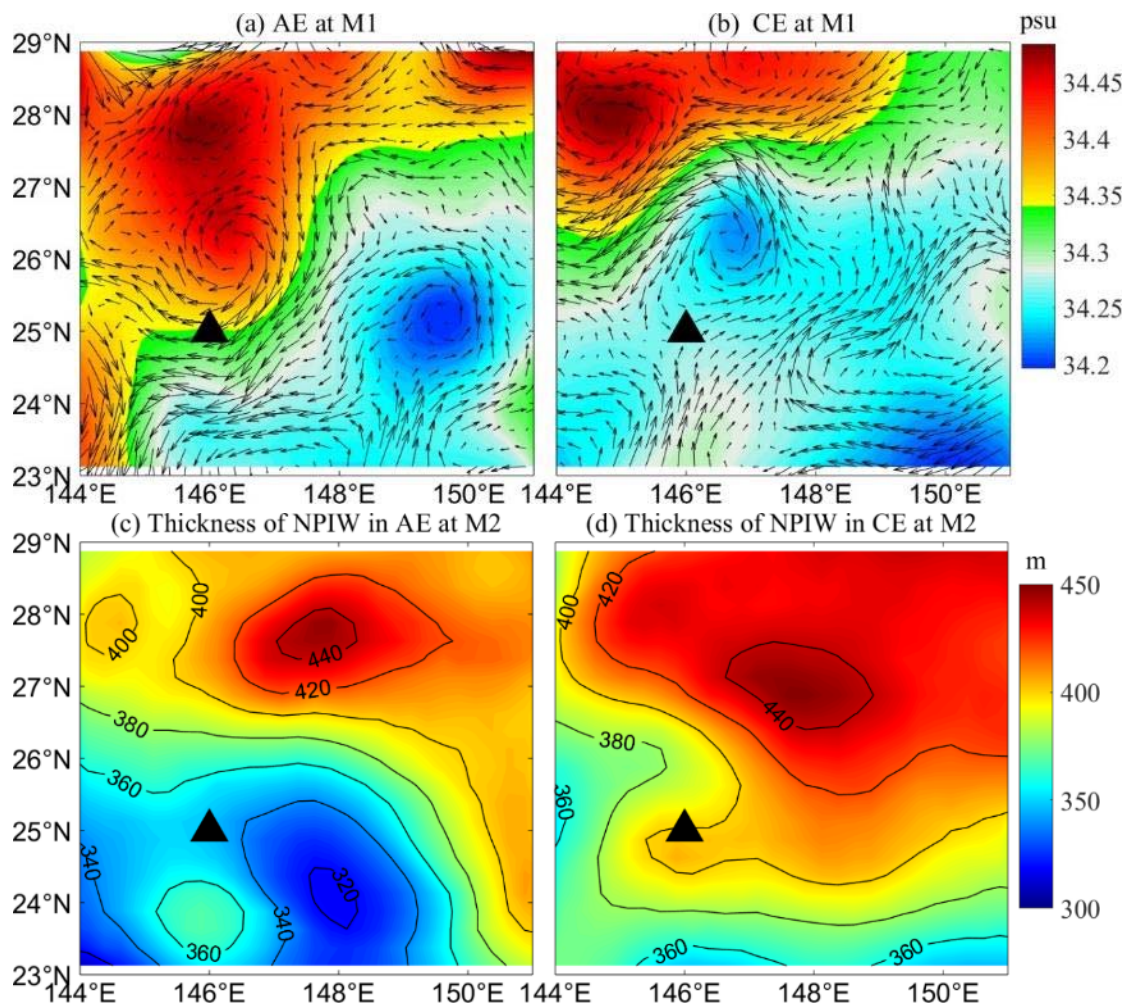 (a) AE at M1
(b) CE at M1
psu
29°N
28°N
27°N
26°N
25°N
24°N
23°N
34.45
34.4
34.35
34.3
34.25
34.2
144°E 146°E 148°E 150°E 144°E 146°E 148°E 150°E
(c) Thickness of NPIW in AE at M2
(d) Thickness of NPIW in CE at M2
m
29°N
28°N
27°N
26°N
25°N
24°N
23°N
400
400
440
420
380
360
340
320
340
360
400
420
440
380
360
360
360
450
400
350
300
144°E 146°E 148°E 150°E 144°E 146°E 148°E 150°E